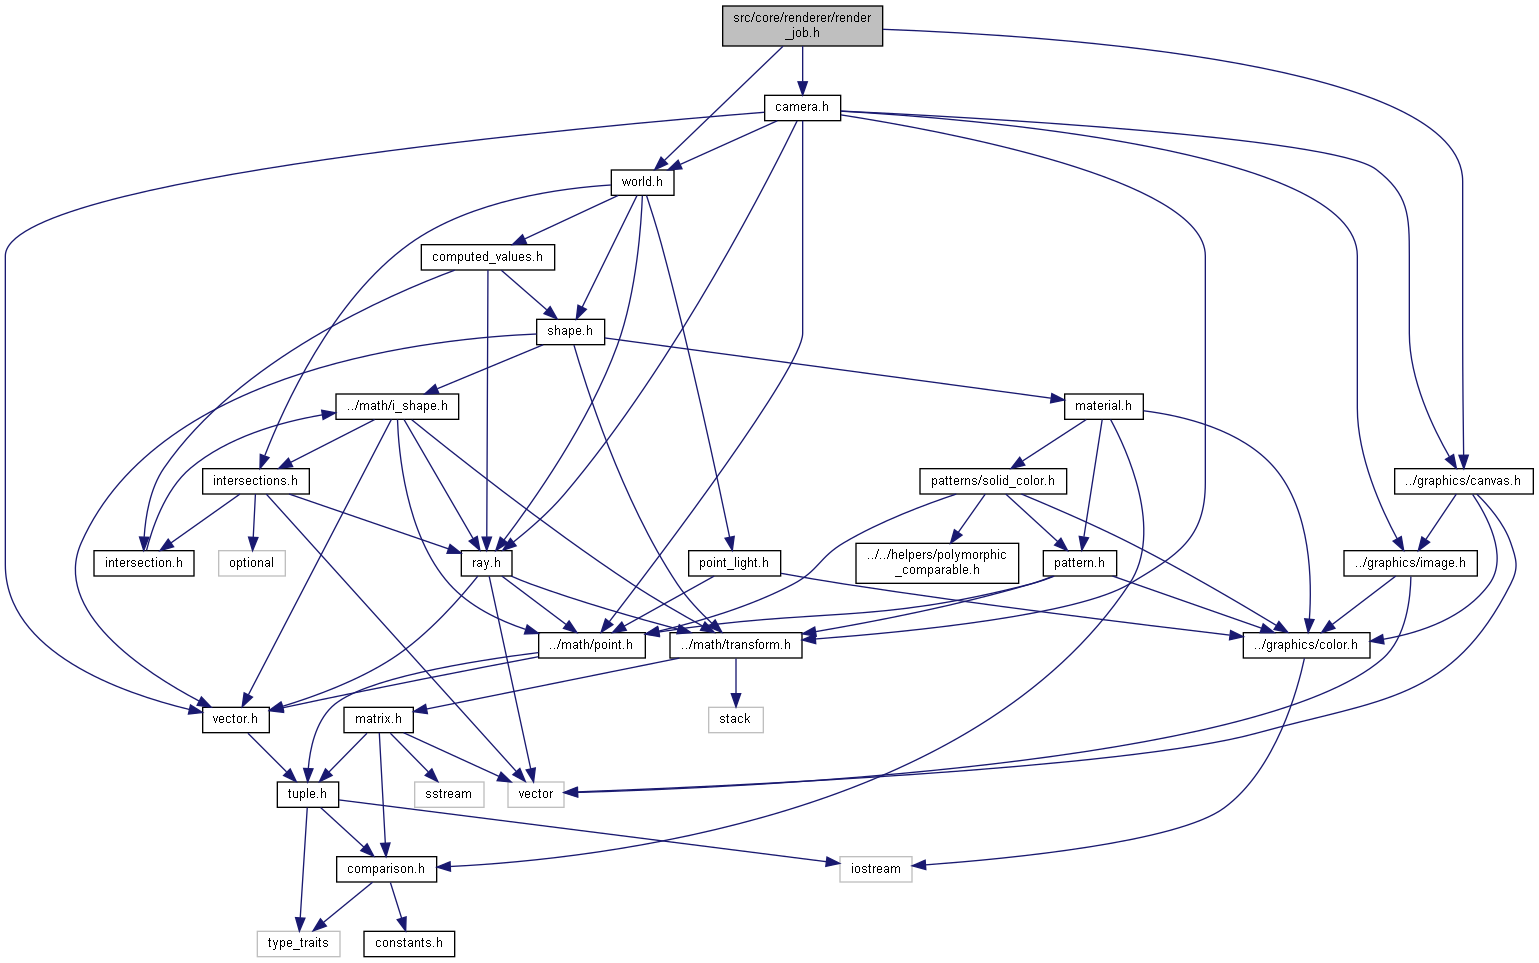 src/core/renderer/render
_job.h
camera.h
world.h
computed_values.h
shape.h
../math/i_shape.h
material.h
intersections.h
patterns/solid_color.h
../graphics/canvas.h
intersection.h
optional
ray.h
point_light.h
../../helpers/polymorphic
_comparable.h
pattern.h
../graphics/image.h
../math/point.h
../math/transform.h
../graphics/color.h
vector.h
matrix.h
stack
tuple.h
sstream
vector
comparison.h
iostream
type_traits
constants.h